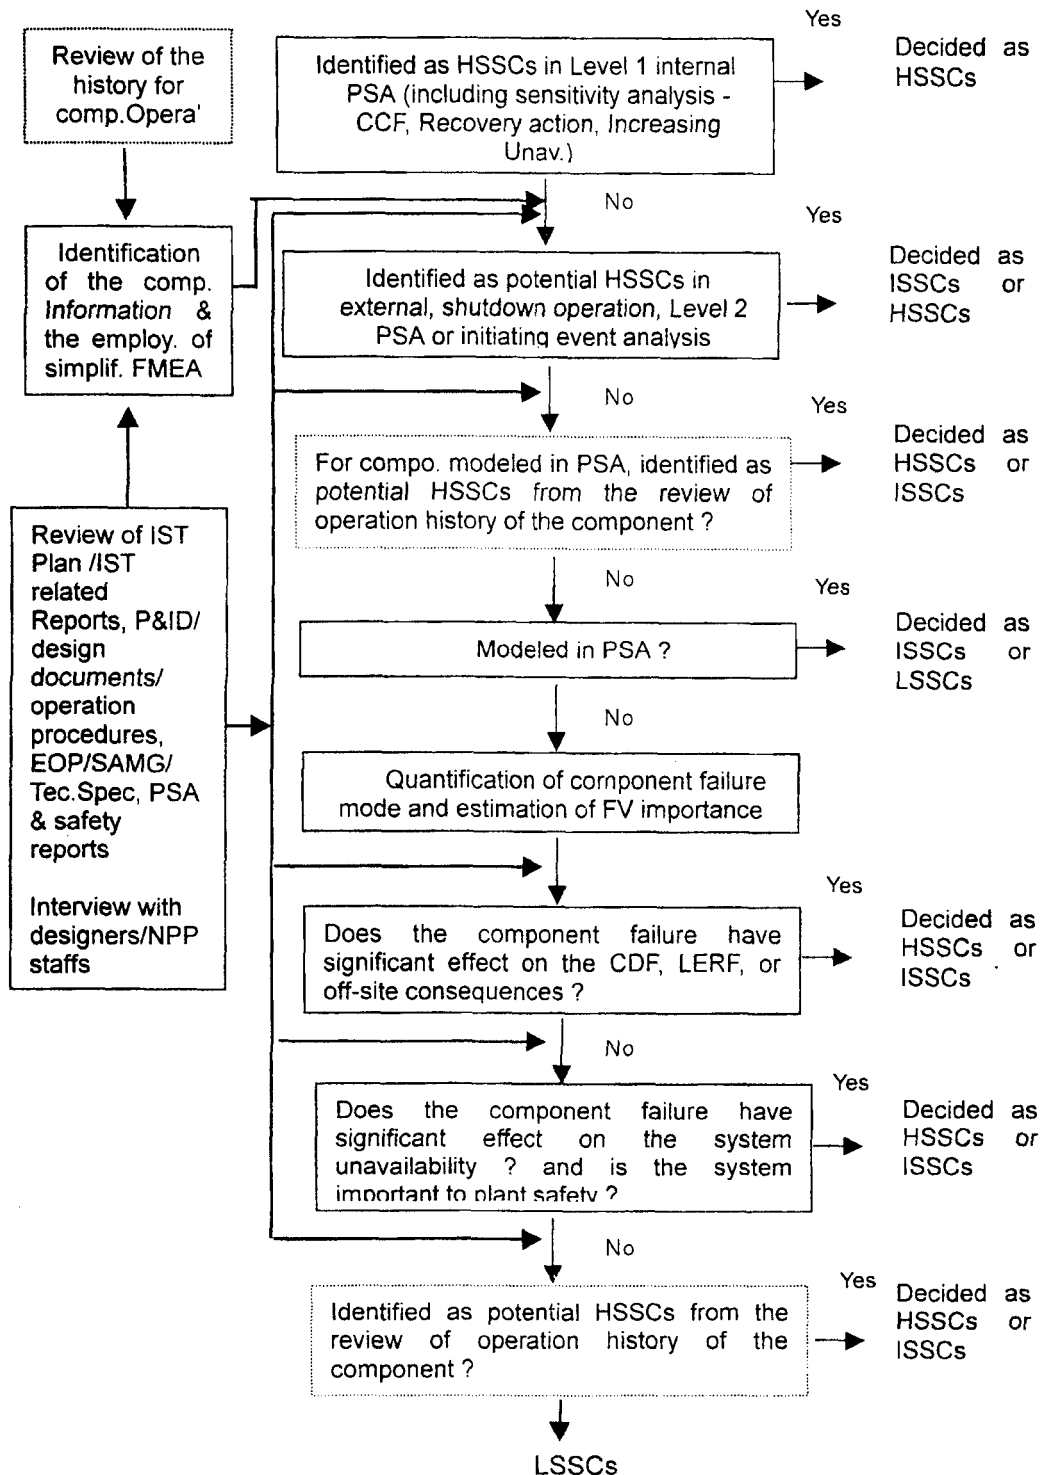 Review of the
history for
comp.Opera'
Identification
of the comp.
Information &
the employ. of
simplif. FMEA
Review of IST
Plan /IST
related
Reports, P&ID/
design
documents/
operation
procedures,
EOP/SAMG/
Tec.Spec, PSA
& safety
reports
Interview with
designers/NPP
staffs
Identified as HSSCs in Level 1 internal
PSA (including sensitivity analysis -
CCF, Recovery action, Increasing
Unav.)
Yes
Decided as
HSSCs
No
Identified as potential HSSCs in
external, shutdown operation, Level 2
PSA or initiating event analysis
Yes
Decided as
ISSCs or
HSSCs
No
For compo. modeled in PSA, identified as
potential HSSCs from the review of
operation history of the component ?
Yes
Decided as
HSSCs or
ISSCs
No
Modeled in PSA ?
Yes
Decided as
ISSCs or
LSSCs
No
Quantification of component failure
mode and estimation of FV importance
Does the component failure have
significant effect on the CDF, LERF, or
off-site consequences ?
Yes
Decided as
HSSCs or
ISSCs
No
Does the component failure have
significant effect on the system
unavailability ? and is the system
important to plant safety ?
Yes
Decided as
HSSCs or
ISSCs
No
Identified as potential HSSCs from the
review of operation history of the
component ?
Yes
Decided as
HSSCs or
ISSCs
LSSCs